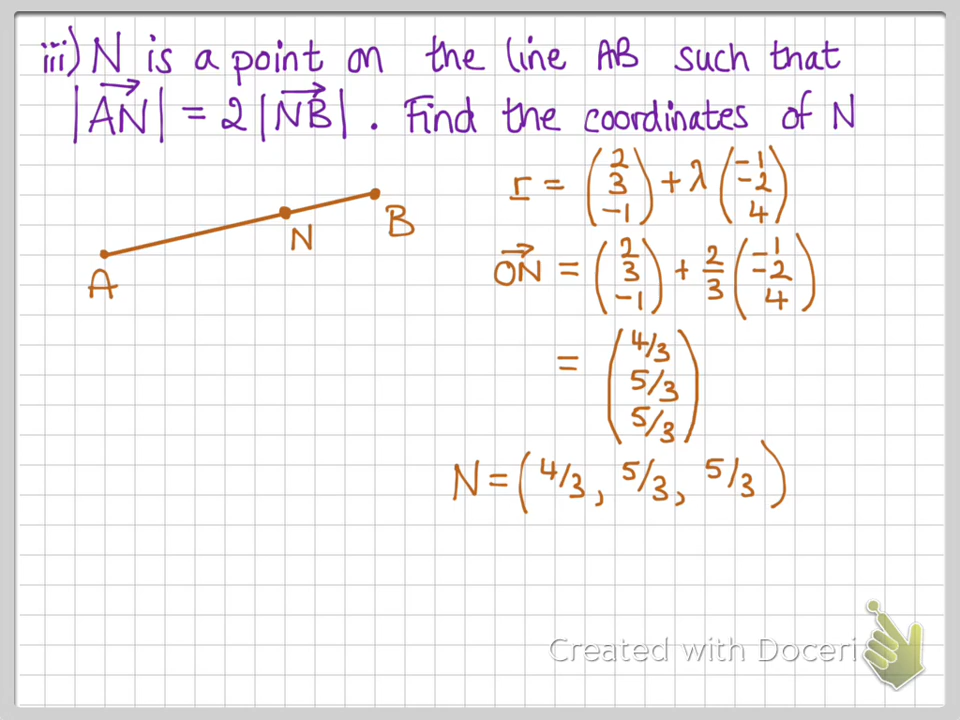 iii) N is a point on the line AB such that
|AN→| = 2 |NB→|. Find the coordinates of N
r = (2 3 -1) + λ (-1 -2 4)
ON→ = (2 3 -1) + 2/3 (-1 -2 4)
= (4/3 5/3 5/3)
N = (4/3, 5/3, 5/3)
A
N
B
Created with Doceri